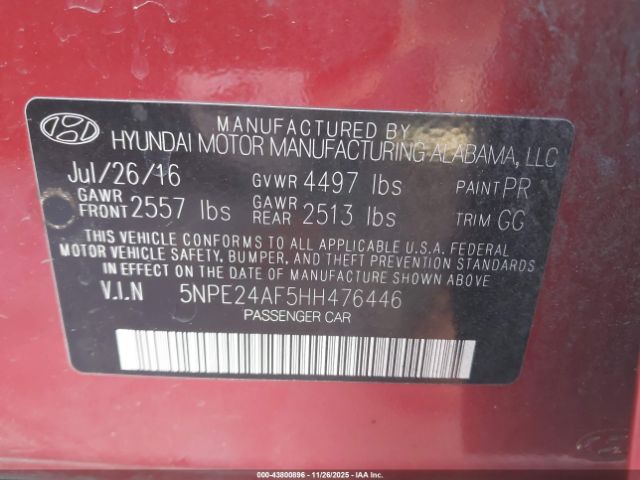 MANUFACTURED BY
HYUNDAI MOTOR MANUFACTURING ALABAMA, LLC
Jul/26/16 GVWR 4497 lbs PAINT PR
GAWR FRONT 2557 lbs GAWR REAR 2513 lbs TRIM GG
THIS VEHICLE CONFORMS TO ALL APPLICABLE U.S.A. FEDERAL
MOTOR VEHICLE SAFETY, BUMPER, AND THEFT PREVENTION STANDARDS
IN EFFECT ON THE DATE OF MANUFACTURE SHOWN ABOVE.
V.I.N 5NPE24AF5HH476446
PASSENGER CAR
000-43800896 * 11/26/2025 * IAA Inc.